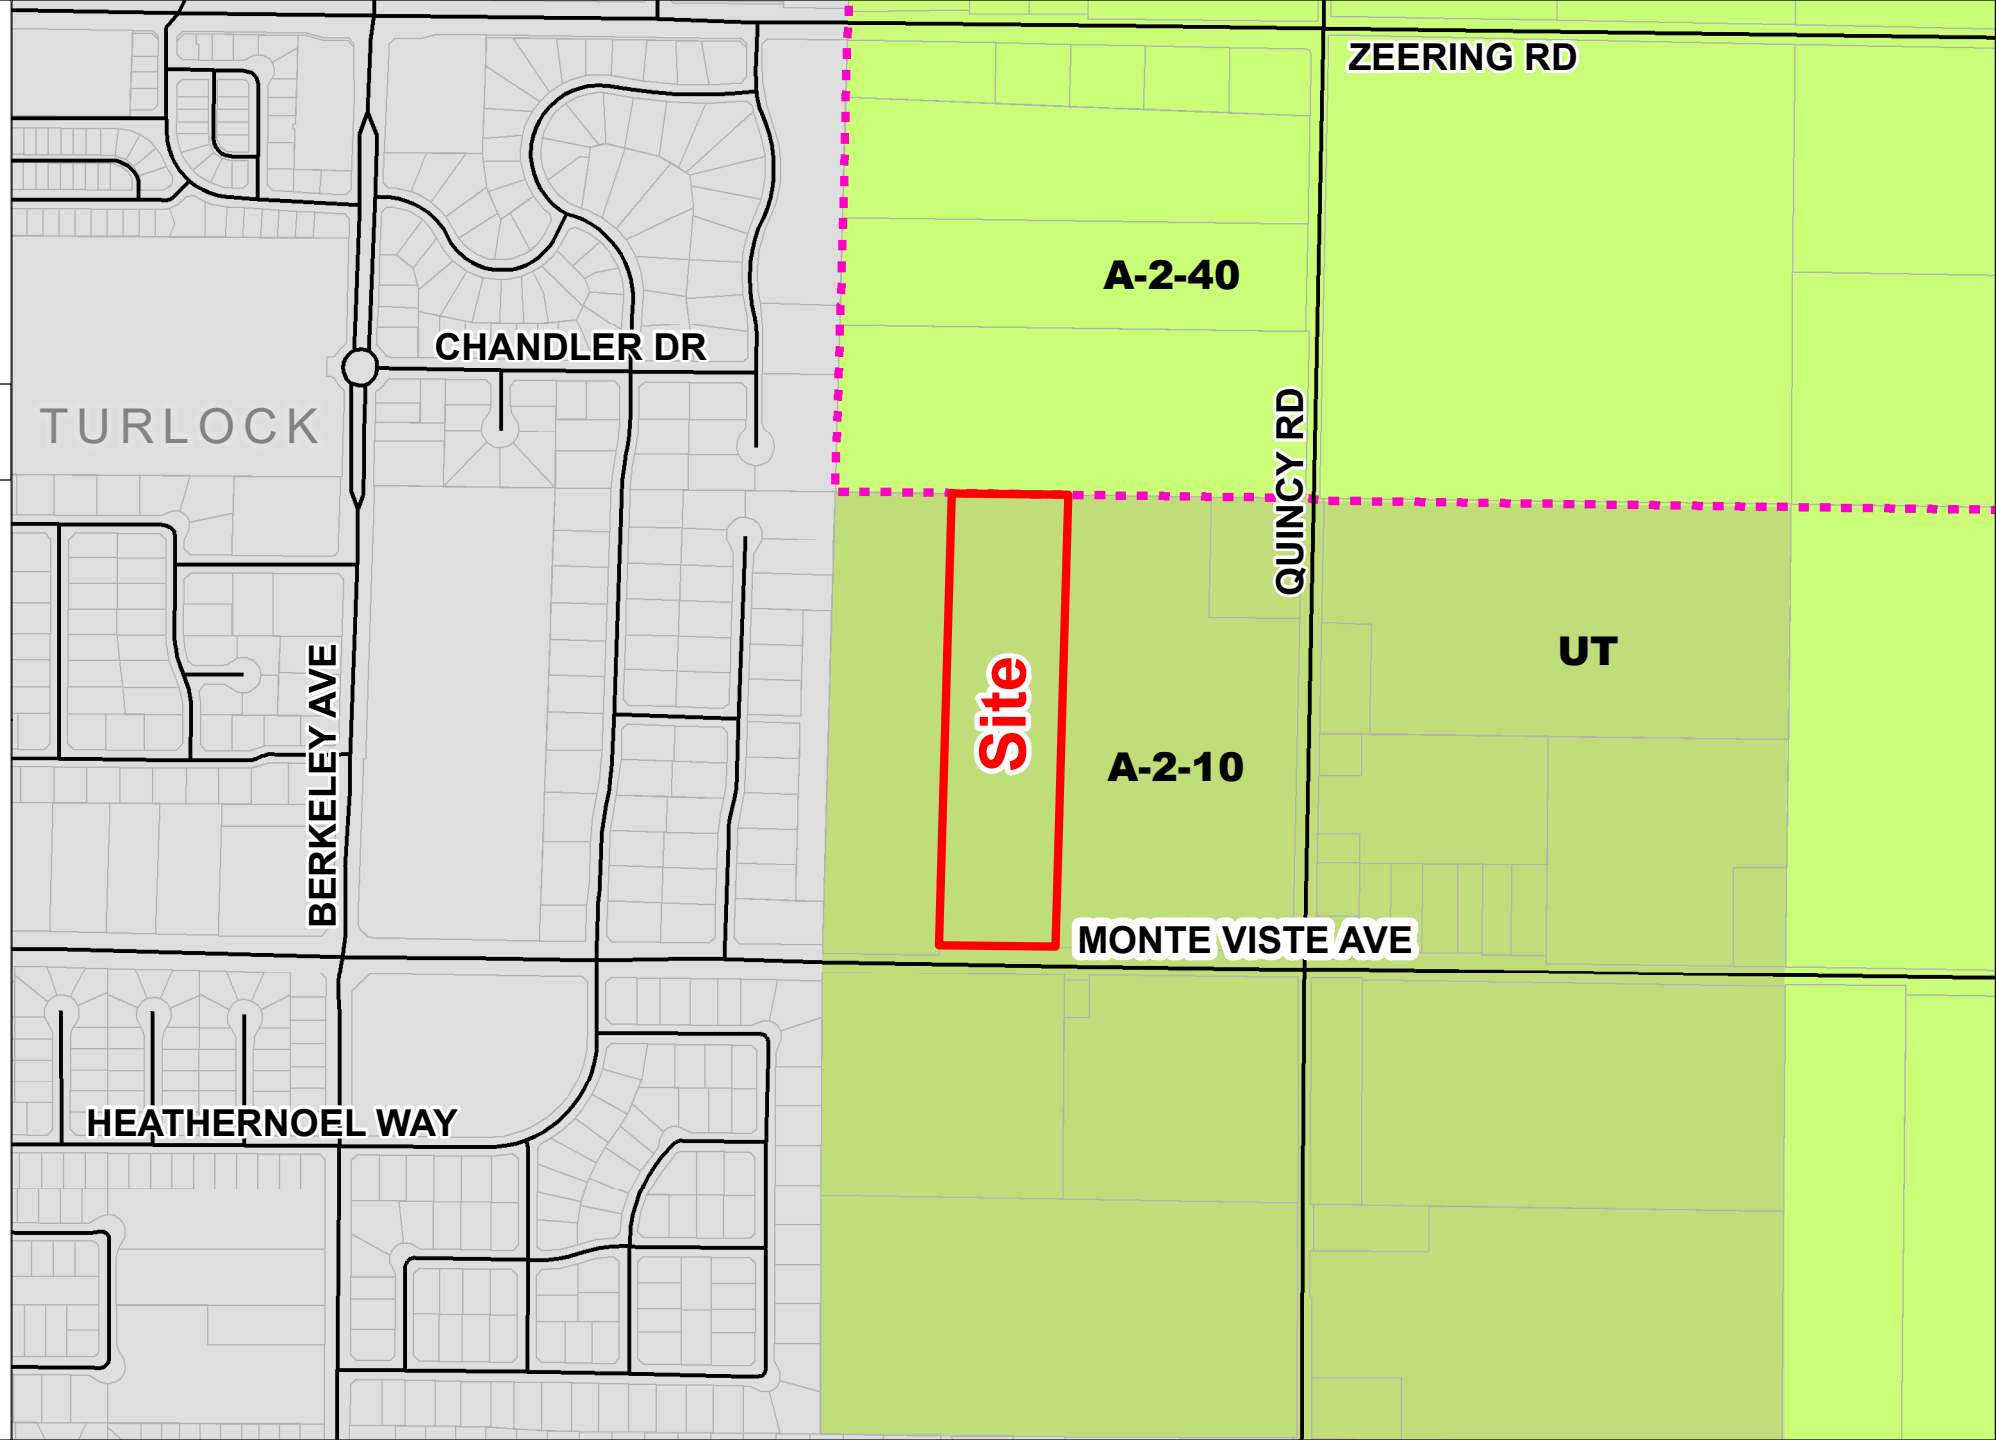 ZEERING RD
A-2-40
CHANDLER DR
TURLOCK
QUINCY RD
UT
Site
A-2-10
BERKELEY AVE
MONTE VISTE AVE
HEATHERNOEL WAY